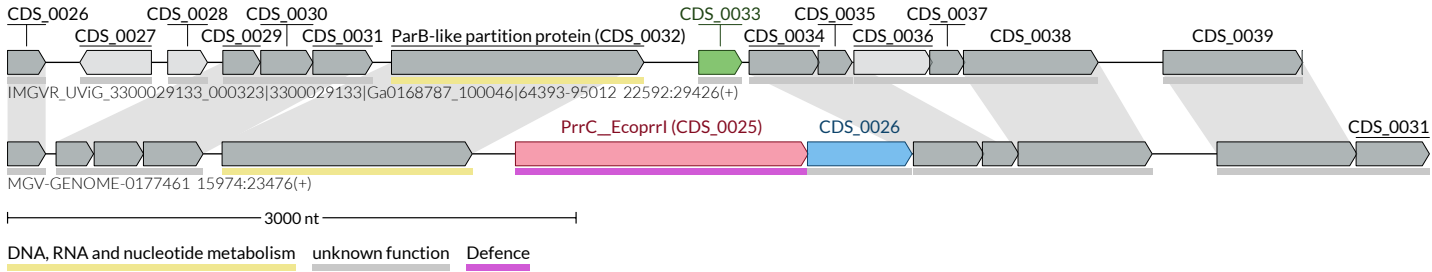 CDS_0026 CDS_0028 CDS_0030 CDS_0033 CDS_0035 CDS_0037
CDS_0027 CDS_0029 CDS_0031 ParB-like partition protein (CDS_0032) CDS_0034 CDS_0036 CDS_0038 CDS_0039
IMGVR_UViG_3300029133_000323|3300029133|Ga0168787_100046|64393-95012 22592:29426(+)
PrrC_EcoprrI (CDS_0025) CDS_0026 CDS_0031
MGV-GENOME-0177461 15974:23476(+)
3000 nt
DNA, RNA and nucleotide metabolism unknown function Defence